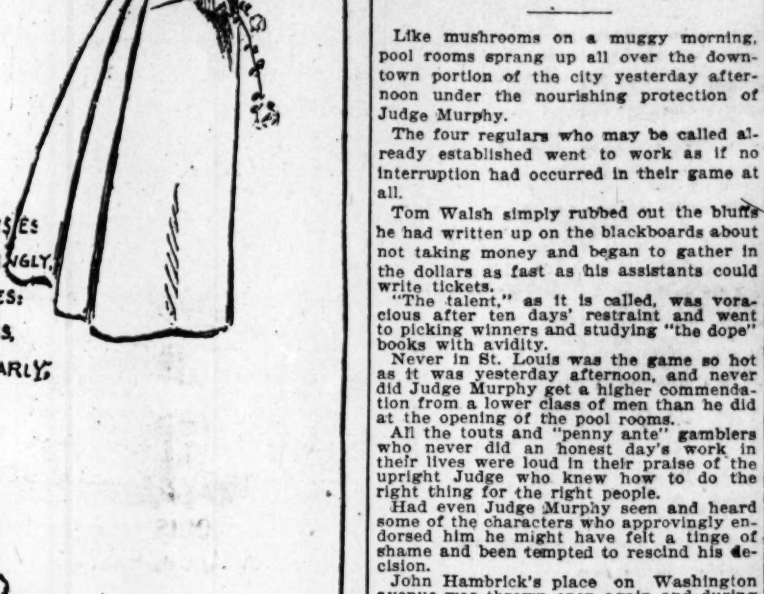 SES
NGLY,
ES:
S,
ARLY,
Like mushrooms on a muggy morning,
pool rooms sprang up all over the down-
town portion of the city yesterday after-
noon under the nourishing protection of
Judge Murphy.
The four regulars who may be called al-
ready established went to work as if no
interruption had occurred in their game at
all.
Tom Walsh simply rubbed out the bluffs
he had written up on the blackboards about
not taking money and began to gather in
the dollars as fast as his assistants could
write tickets.
"The talent," as it is called, was vora-
cious after ten days' restraint and went
to picking winners and studying "the dope"
books with avidity.
Never in St. Louis was the game so hot
as it was yesterday afternoon, and never
did Judge Murphy get a higher commenda-
tion from a lower class of men than he did
at the opening of the pool rooms.
All the touts and "penny ante" gamblers
who never did an honest day's work in
their lives were loud in their praise of the
upright Judge who knew how to do the
right thing for the right people.
Had even Judge Murphy seen and heard
some of the characters who approvingly en-
dorsed him he might have felt a tinge of
shame and been tempted to rescind his de-
cision.
John Hambrick's place on Washington